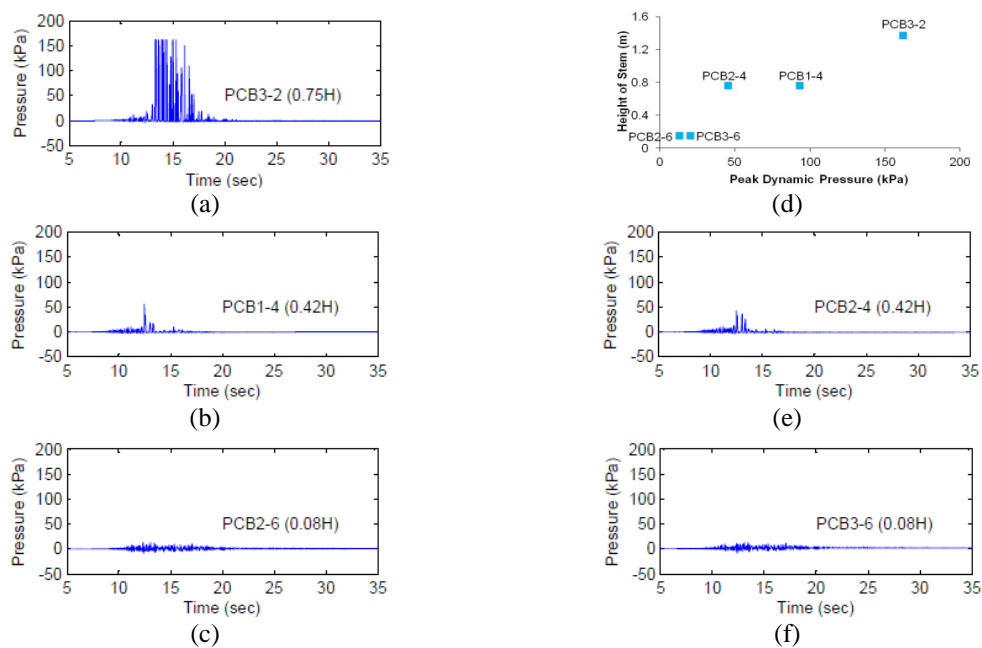 200
150
100
50
0
-50
Pressure (kPa)
PCB3-2 (0.75H)
5 10 15 20 25 30 35
Time (sec)
(a)
1.6
1.2
0.8
0.4
0
Height of Stem (m)
PCB3-2
PCB2-4 PCB1-4
PCB2-6 PCB3-6
0 50 100 150 200
Peak Dynamic Pressure (kPa)
(d)
200
150
100
50
0
-50
Pressure (kPa)
PCB1-4 (0.42H)
5 10 15 20 25 30 35
Time (sec)
(b)
200
150
100
50
0
-50
Pressure (kPa)
PCB2-4 (0.42H)
5 10 15 20 25 30 35
Time (sec)
(e)
200
150
100
50
0
-50
Pressure (kPa)
PCB2-6 (0.08H)
5 10 15 20 25 30 35
Time (sec)
(c)
200
150
100
50
0
-50
Pressure (kPa)
PCB3-6 (0.08H)
5 10 15 20 25 30 35
Time (sec)
(f)